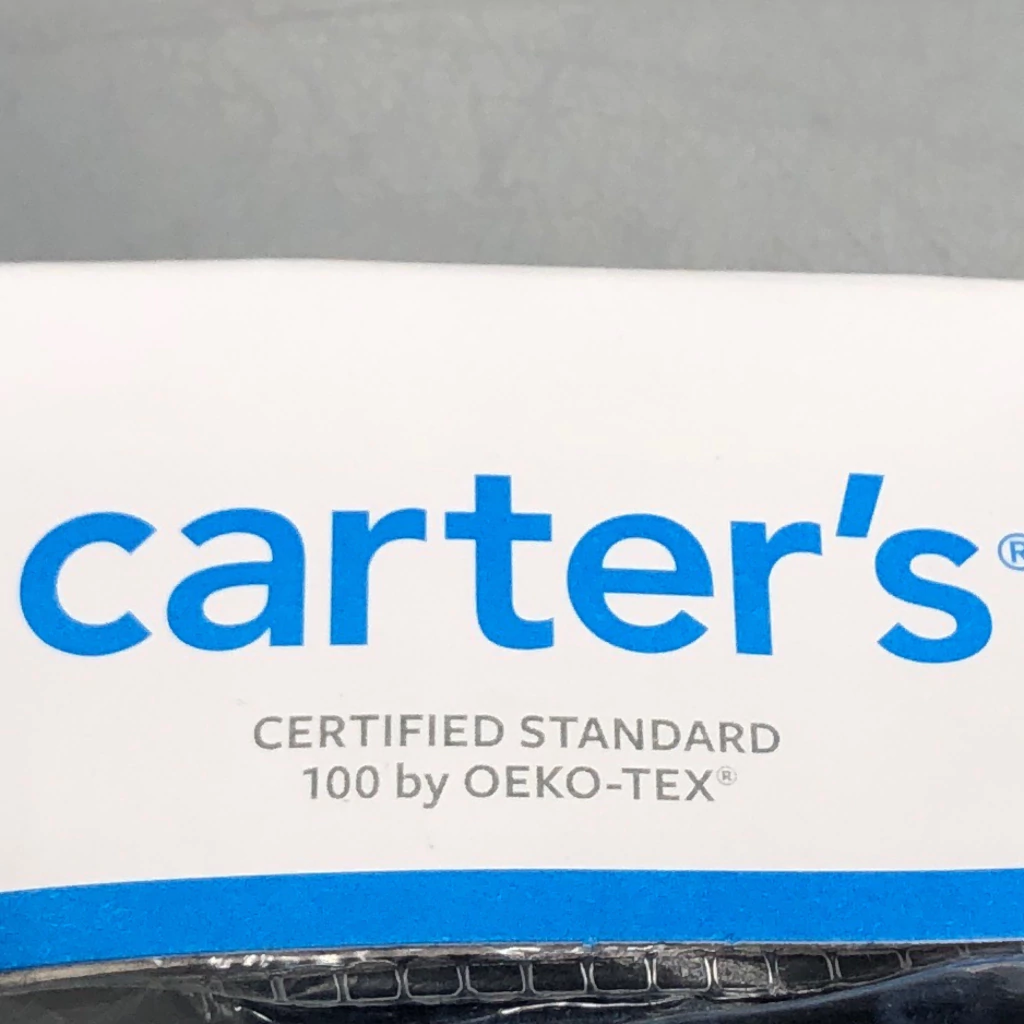 carter's®
CERTIFIED STANDARD
100 by OEKO-TEX®